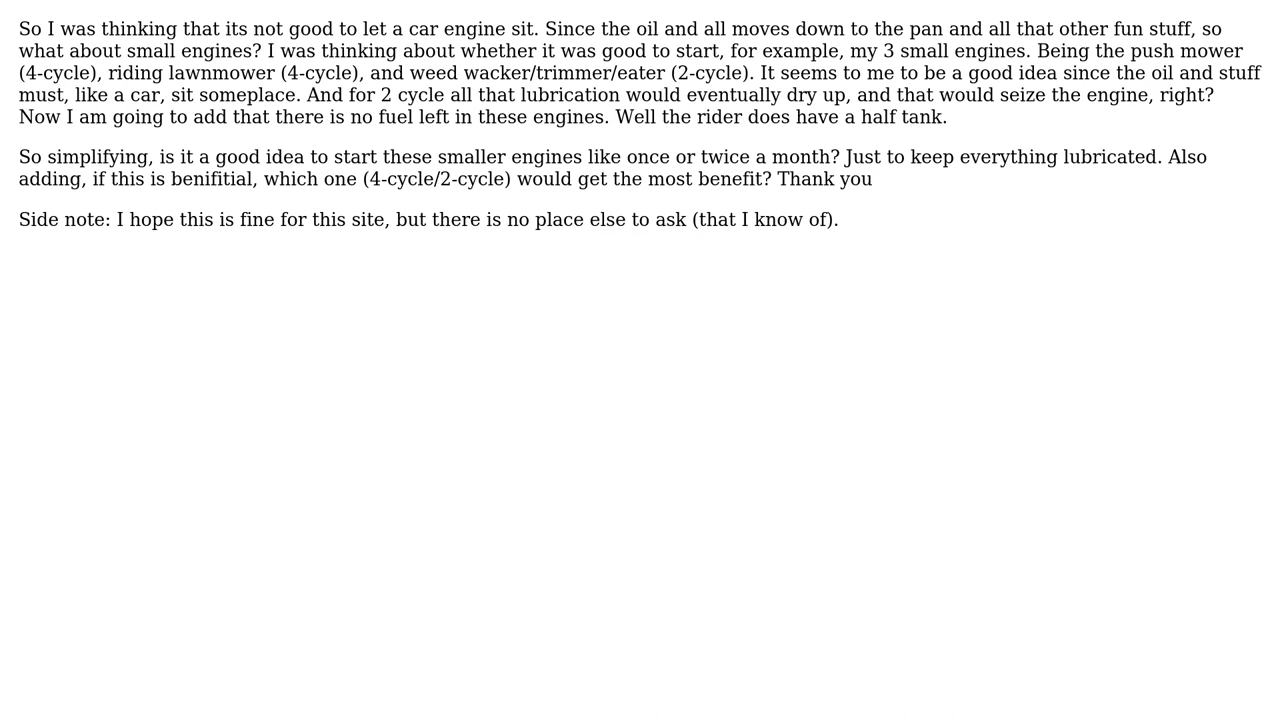 So I was thinking that its not good to let a car engine sit. Since the oil and all moves down to the pan and all that other fun stuff, so
what about small engines? I was thinking about whether it was good to start, for example, my 3 small engines. Being the push mower
(4-cycle), riding lawnmower (4-cycle), and weed wacker/trimmer/eater (2-cycle). It seems to me to be a good idea since the oil and stuff
must, like a car, sit someplace. And for 2 cycle all that lubrication would eventually dry up, and that would seize the engine, right?
Now I am going to add that there is no fuel left in these engines. Well the rider does have a half tank.
So simplifying, is it a good idea to start these smaller engines like once or twice a month? Just to keep everything lubricated. Also
adding, if this is benifitial, which one (4-cycle/2-cycle) would get the most benefit? Thank you
Side note: I hope this is fine for this site, but there is no place else to ask (that I know of).